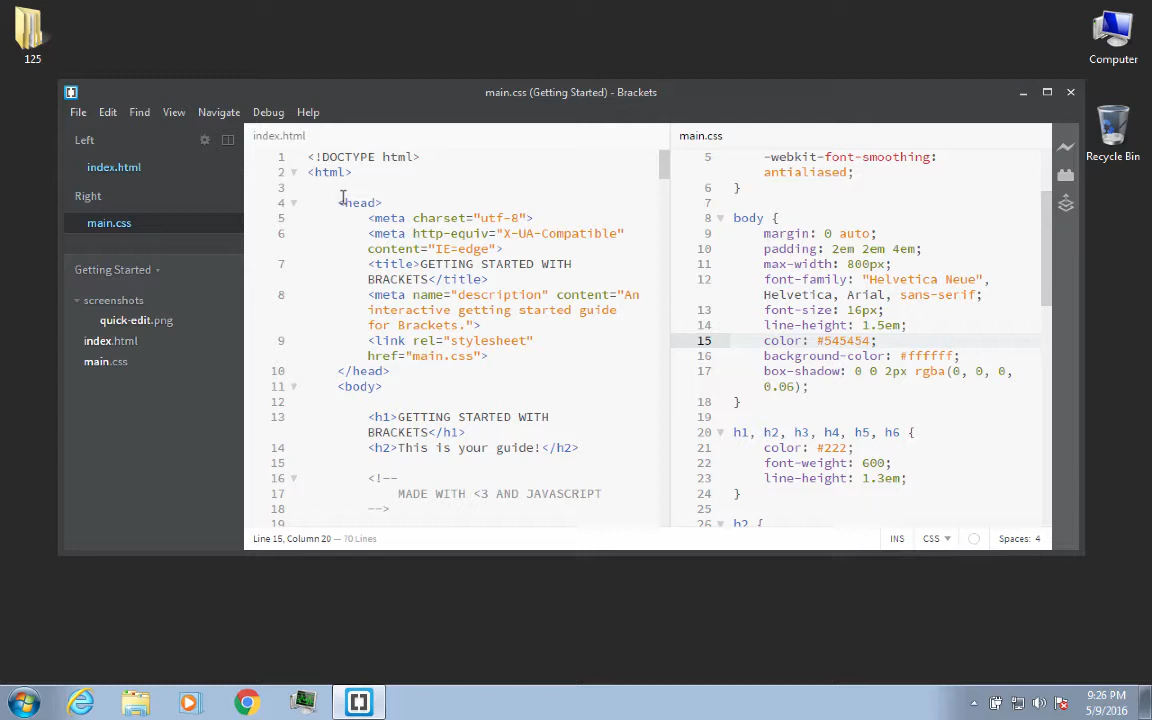 125
Computer
Recycle Bin
main.css (Getting Started) - Brackets
File Edit Find View Navigate Debug Help
Left
index.html
Right
main.css
Getting Started
screenshots
quick-edit.png
index.html
main.css
index.html
1 <!DOCTYPE html>
2 <html>
3
4 <head>
5 <meta charset="utf-8">
6 <meta http-equiv="X-UA-Compatible"
content="IE=edge">
7 <title>GETTING STARTED WITH
BRACKETS</title>
8 <meta name="description" content="An
interactive getting started guide
for Brackets.">
9 <link rel="stylesheet"
href="main.css">
10 </head>
11 <body>
12
13 <h1>GETTING STARTED WITH
BRACKETS</h1>
14 <h2>This is your guide!</h2>
15
16 <!--
17 MADE WITH <3 AND JAVASCRIPT
18 -->
19
main.css
5 -webkit-font-smoothing:
antialiased;
6 }
7
8 body {
9 margin: 0 auto;
10 padding: 2em 2em 4em;
11 max-width: 800px;
12 font-family: "Helvetica Neue",
Helvetica, Arial, sans-serif;
13 font-size: 16px;
14 line-height: 1.5em;
15 color: #545454;
16 background-color: #ffffff;
17 box-shadow: 0 0 2px rgba(0, 0, 0,
0.06);
18 }
19
20 h1, h2, h3, h4, h5, h6 {
21 color: #222;
22 font-weight: 600;
23 line-height: 1.3em;
24 }
25
26 h2 {
Line 15, Column 20 — 70 Lines
INS CSS Spaces: 4
9:26 PM
5/9/2016